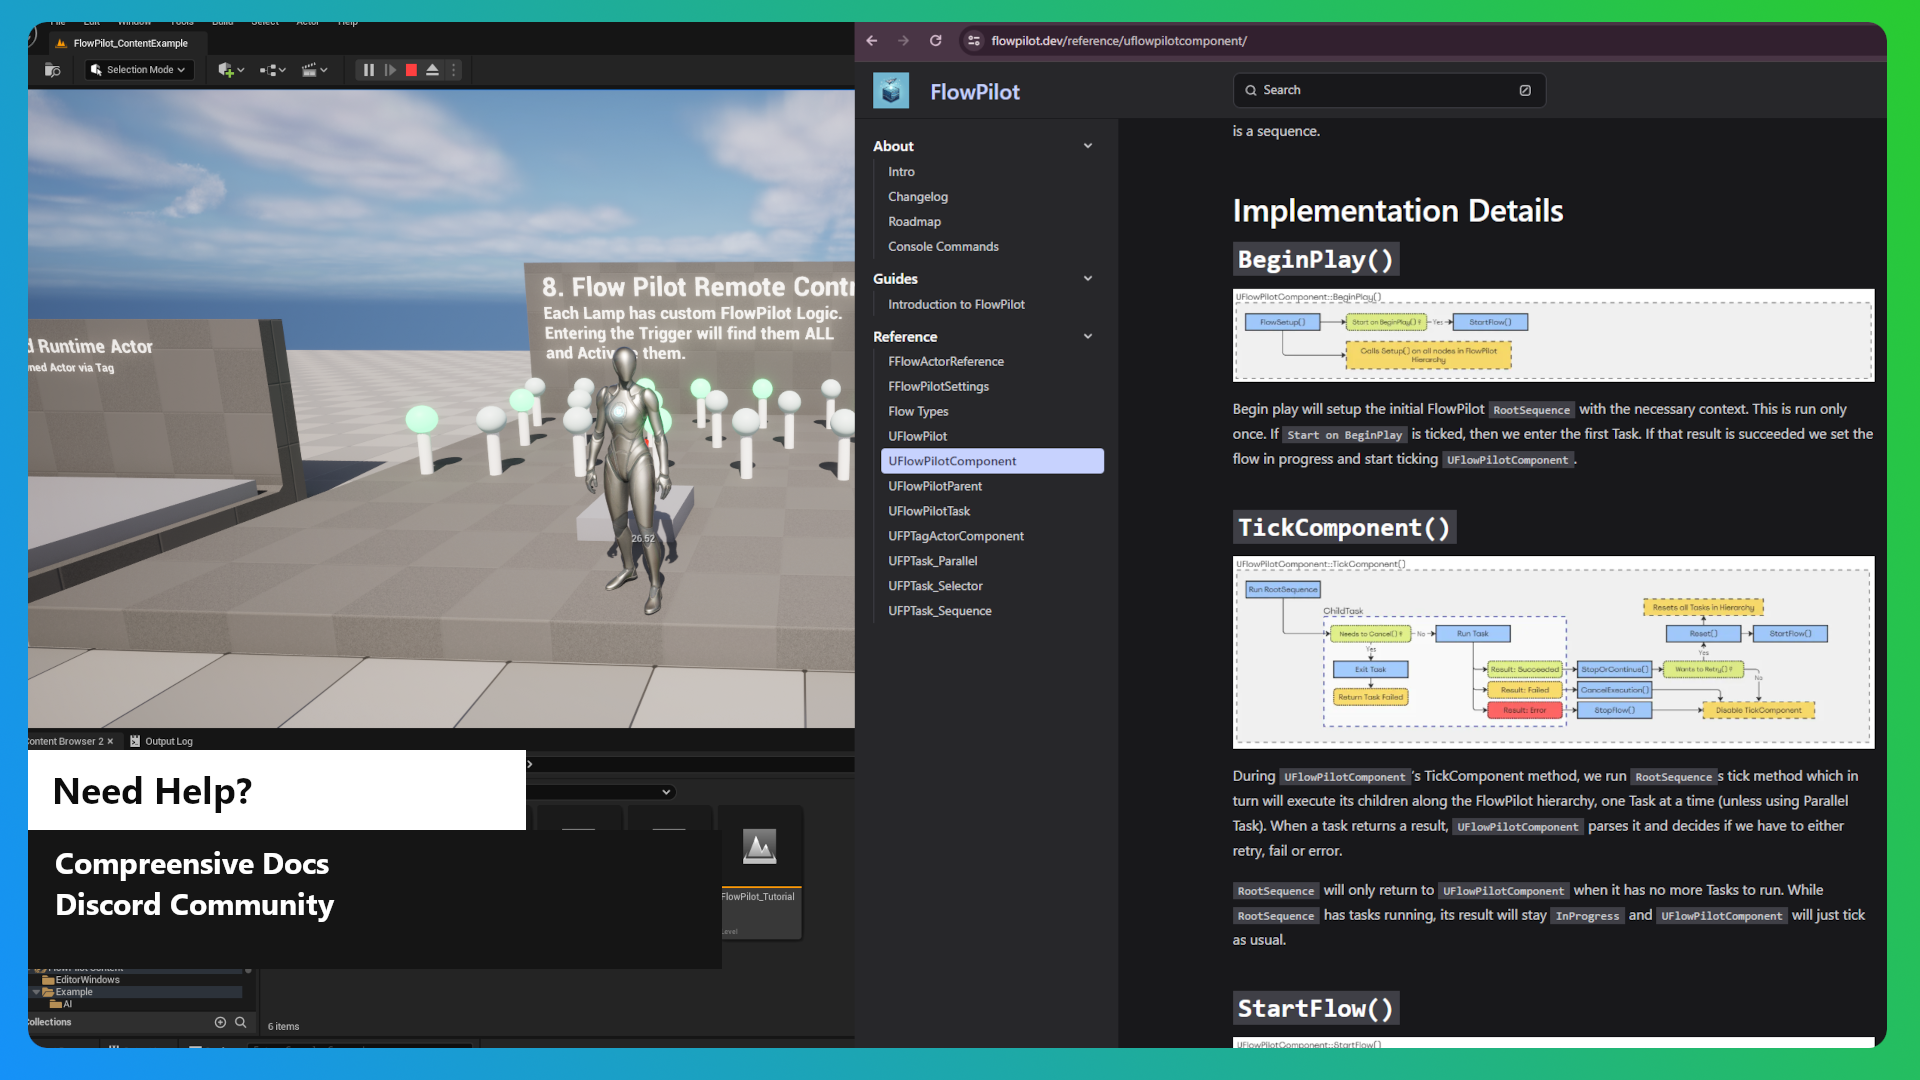 File Edit Window Tools Build Select Actor Help
FlowPilot_ContentExample
Selection Mode
8. Flow Pilot Remote Contr
Each Lamp has custom FlowPilot Logic.
Entering the Trigger will find them ALL
and Activ them.
d Runtime Actor
ned Actor via Tag
26.52
ontent Browser 2
Output Log
Need Help?
Compreensive Docs
Discord Community
FlowPilot_Tutorial
Level
EditorWindows
Example
AI
ollections
6 items
flowpilot.dev/reference/uflowpilotcomponent/
FlowPilot
Search
About
Intro
Changelog
Roadmap
Console Commands
Guides
Introduction to FlowPilot
Reference
FFlowActorReference
FFlowPilotSettings
Flow Types
UFlowPilot
UFlowPilotComponent
UFlowPilotParent
UFlowPilotTask
UFPTagActorComponent
UFPTask_Parallel
UFPTask_Selector
UFPTask_Sequence
is a sequence.
Implementation Details
BeginPlay()
UFlowPilotComponent::BeginPlay()
FlowSetup()
Start on BeginPlay() ?
Yes
StartFlow()
Calls Setup() on all nodes in FlowPilot
Hierarchy
Begin play will setup the initial FlowPilot RootSequence with the necessary context. This is run only
once. If Start on BeginPlay is ticked, then we enter the first Task. If that result is succeeded we set the
flow in progress and start ticking UFlowPilotComponent.
TickComponent()
UFlowPilotComponent::TickComponent()
Run RootSequence
ChildTask
Resets all Tasks in Hierarchy
Needs to Cancel() ?
No
Run Task
Reset()
StartFlow()
Yes
Yes
Exit Task
Result: Succeeded
StopOrContinue()
Wants to Retry() ?
No
Return Task Failed
Result: Failed
CancelExecution()
Result: Error
StopFlow()
Disable TickComponent
During UFlowPilotComponent's TickComponent method, we run RootSequences tick method which in
turn will execute its children along the FlowPilot hierarchy, one Task at a time (unless using Parallel
Task). When a task returns a result, UFlowPilotComponent parses it and decides if we have to either
retry, fail or error.
RootSequence will only return to UFlowPilotComponent when it has no more Tasks to run. While
RootSequence has tasks running, its result will stay InProgress and UFlowPilotComponent will just tick
as usual.
StartFlow()
UFlowPilotComponent::StartFlow()